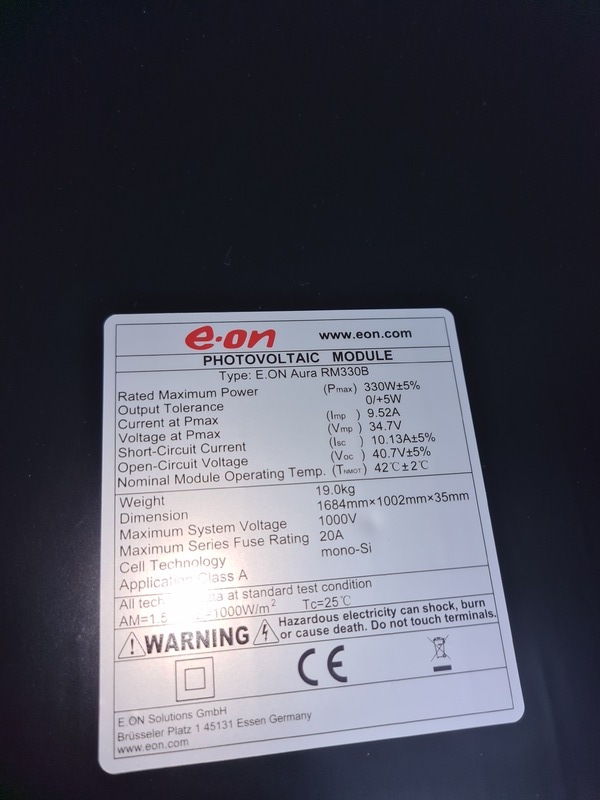 e·on www.eon.com
PHOTOVOLTAIC MODULE
Type: E.ON Aura RM330B
Rated Maximum Power (Pmax) 330W±5%
Output Tolerance 0/+5W
Current at Pmax (Imp ) 9.52A
Voltage at Pmax (Vmp ) 34.7V
Short-Circuit Current (Isc ) 10.13A±5%
Open-Circuit Voltage (Voc ) 40.7V±5%
Nominal Module Operating Temp. (TNMOT) 42℃±2℃
Weight 19.0kg
Dimension 1684mm×1002mm×35mm
Maximum System Voltage 1000V
Maximum Series Fuse Rating 20A
Cell Technology mono-Si
Application Class A
All at standard test condition
AM=1.5 =1000W/m² Tc=25℃
WARNING Hazardous electricity can shock, burn
or cause death. Do not touch terminals.
CE
E.ON Solutions GmbH
Brüsseler Platz 1 45131 Essen Germany
www.eon.com